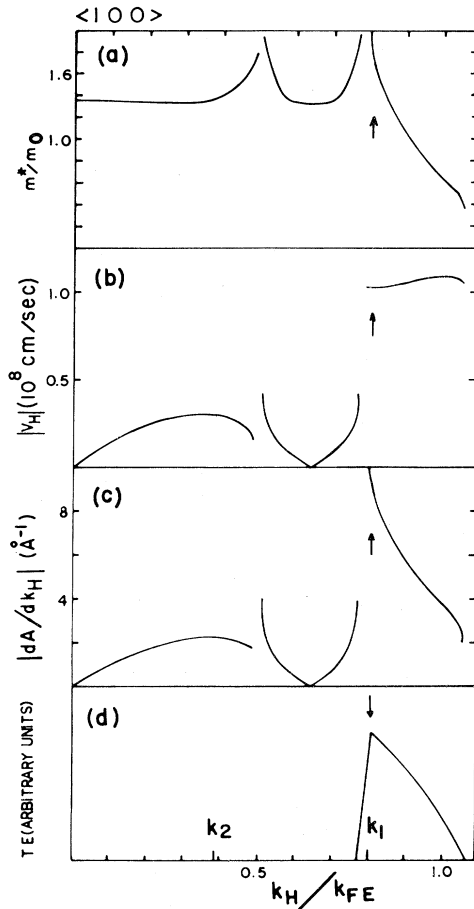 <100>
(a)
1.6
1.0
m*/m0
(b)
1.0
0.5
|vH| (10^8 cm/sec)
(c)
8
4
|dA/dkH| (Å^-1)
(d)
TE(ARBITRARY UNITS)
k2
k1
0.5
1.0
kH/kFE